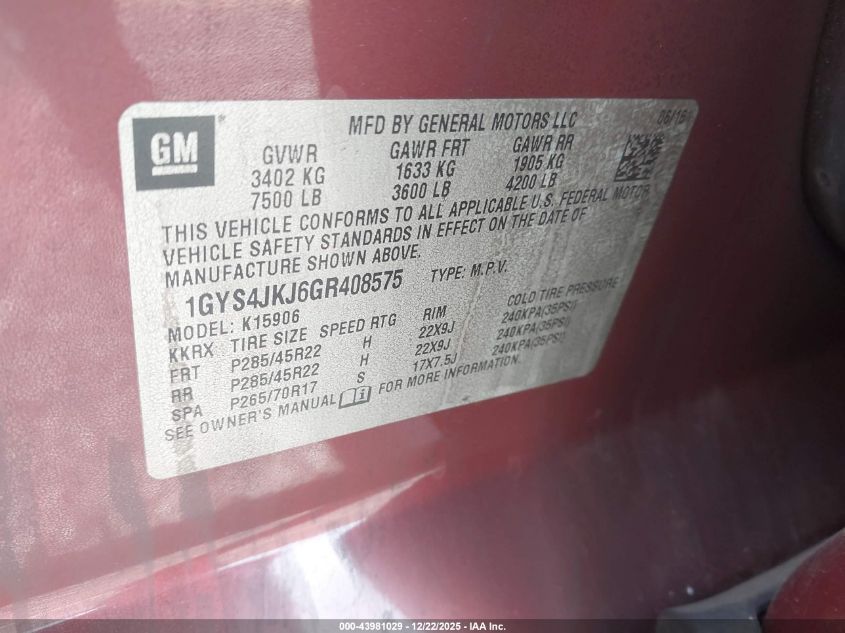 GM
MFD BY GENERAL MOTORS LLC 06/16
GVWR GAWR FRT GAWR RR
3402 KG 1633 KG 1905 KG
7500 LB 3600 LB 4200 LB
THIS VEHICLE CONFORMS TO ALL APPLICABLE U.S. FEDERAL MOTOR
VEHICLE SAFETY STANDARDS IN EFFECT ON THE DATE OF
MANUFACTURE SHOWN ABOVE.
1GYS4JKJ6GR408575 TYPE: M.P.V.
MODEL: K15906
KKRX TIRE SIZE SPEED RTG RIM COLD TIRE PRESSURE
FRT P285/45R22 H 22X9J 240KPA(35PSI)
RR P285/45R22 H 22X9J 240KPA(35PSI)
SPA P265/70R17 S 17X7.5J 240KPA(35PSI)
SEE OWNER'S MANUAL i FOR MORE INFORMATION.
000-43981029 - 12/22/2025 - IAA Inc.